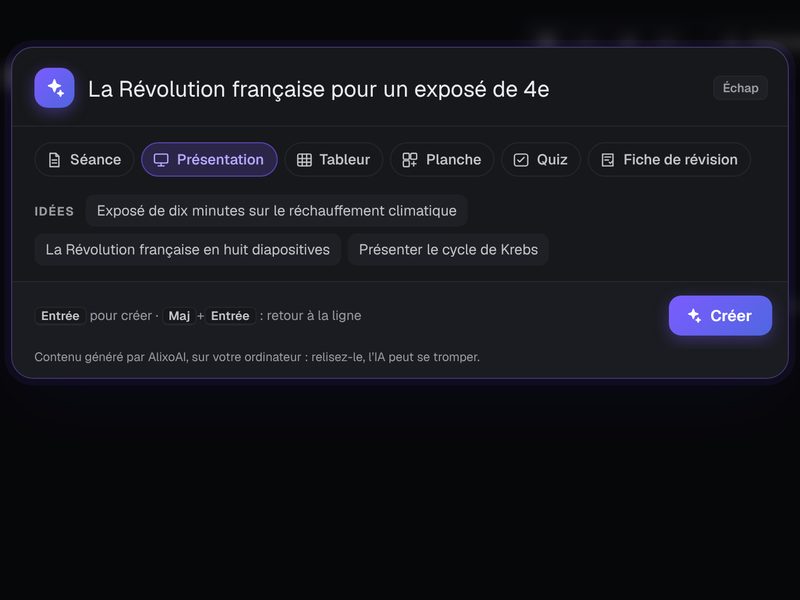 La Révolution française pour un exposé de 4e
Échap
Séance
Présentation
Tableur
Planche
Quiz
Fiche de révision
IDÉES
Exposé de dix minutes sur le réchauffement climatique
La Révolution française en huit diapositives
Présenter le cycle de Krebs
Entrée pour créer · Maj + Entrée : retour à la ligne
Créer
Contenu généré par AlixoAI, sur votre ordinateur : relisez-le, l'IA peut se tromper.